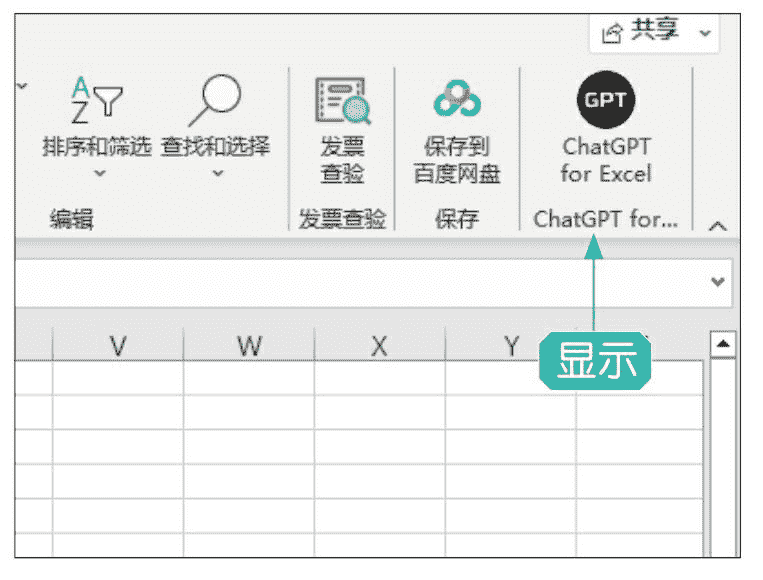 共享
排序和筛选
查找和选择
发票
查验
保存到
百度网盘
GPT
ChatGPT
for Excel
编辑
发票查验
保存
ChatGPT for...
V
W
X
Y
显示